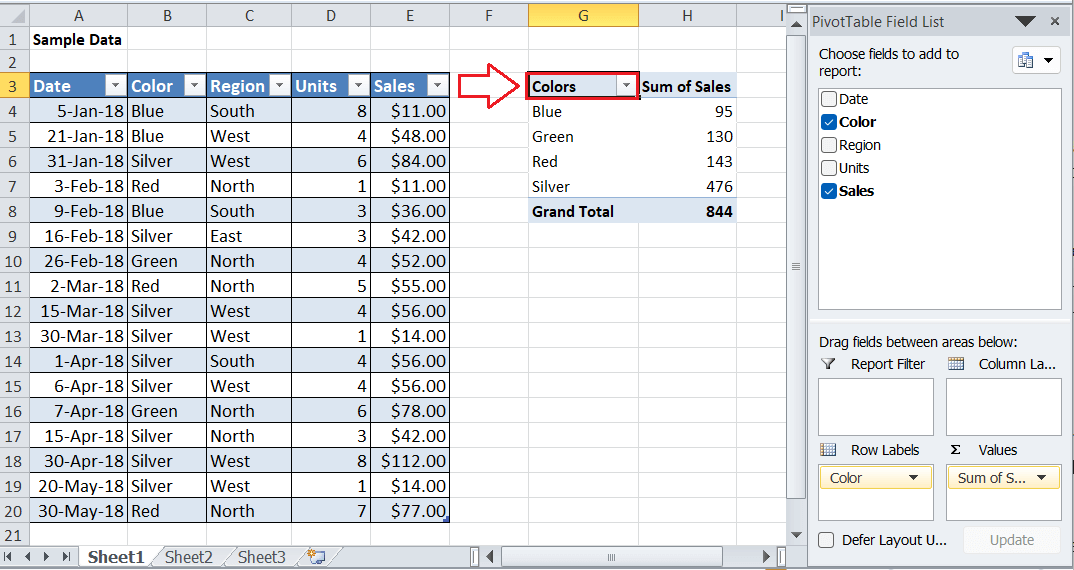 A B C D E F G H I
1 Sample Data
2
3 Date Color Region Units Sales Colors Sum of Sales
4 5-Jan-18 Blue South 8 $11.00 Blue 95
5 21-Jan-18 Blue West 4 $48.00 Green 130
6 31-Jan-18 Silver West 6 $84.00 Red 143
7 3-Feb-18 Red North 1 $11.00 Silver 476
8 9-Feb-18 Blue South 3 $36.00 Grand Total 844
9 16-Feb-18 Silver East 3 $42.00
10 26-Feb-18 Green North 4 $52.00
11 2-Mar-18 Red North 5 $55.00
12 15-Mar-18 Silver West 4 $56.00
13 30-Mar-18 Silver West 1 $14.00
14 1-Apr-18 Silver South 4 $56.00
15 6-Apr-18 Silver West 4 $56.00
16 7-Apr-18 Green North 6 $78.00
17 15-Apr-18 Silver North 3 $42.00
18 30-Apr-18 Silver West 8 $112.00
19 20-May-18 Silver West 1 $14.00
20 30-May-18 Red North 7 $77.00
21
Sheet1 Sheet2 Sheet3
PivotTable Field List
Choose fields to add to
report:
Date
Color
Region
Units
Sales
Drag fields between areas below:
Report Filter Column La...
Row Labels Σ Values
Color Sum of S...
Defer Layout U... Update